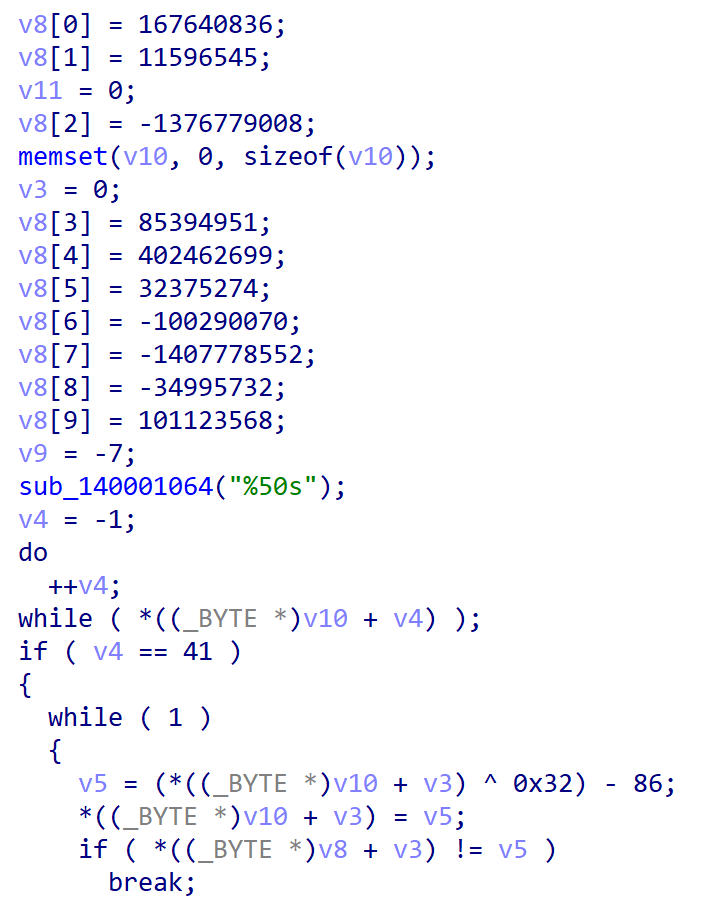 v8[0] = 167640836;
v8[1] = 11596545;
v11 = 0;
v8[2] = -1376779008;
memset(v10, 0, sizeof(v10));
v3 = 0;
v8[3] = 85394951;
v8[4] = 402462699;
v8[5] = 32375274;
v8[6] = -100290070;
v8[7] = -1407778552;
v8[8] = -34995732;
v8[9] = 101123568;
v9 = -7;
sub_140001064("%50s");
v4 = -1;
do
  ++v4;
while ( *((_BYTE *)v10 + v4) );
if ( v4 == 41 )
{
  while ( 1 )
  {
    v5 = (*((_BYTE *)v10 + v3) ^ 0x32) - 86;
    *((_BYTE *)v10 + v3) = v5;
    if ( *((_BYTE *)v8 + v3) != v5 )
      break;